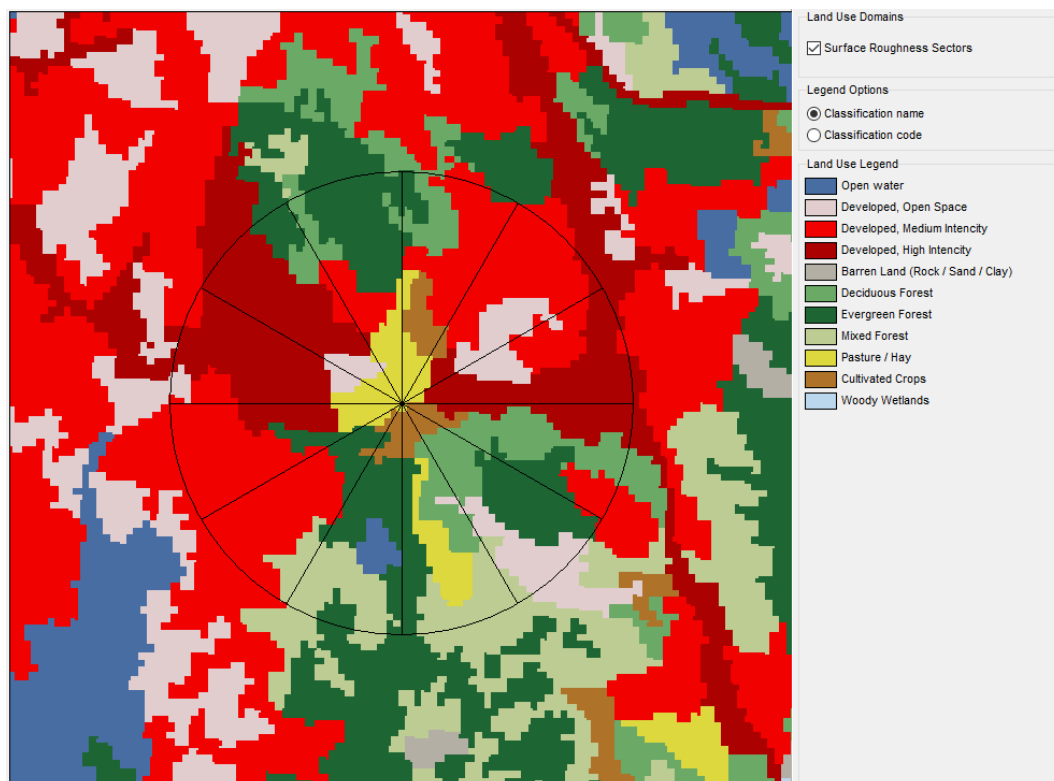 Land Use Domains
Surface Roughness Sectors
Legend Options
Classification name
Classification code
Land Use Legend
Open water
Developed, Open Space
Developed, Medium Intencity
Developed, High Intencity
Barren Land (Rock / Sand / Clay)
Deciduous Forest
Evergreen Forest
Mixed Forest
Pasture / Hay
Cultivated Crops
Woody Wetlands